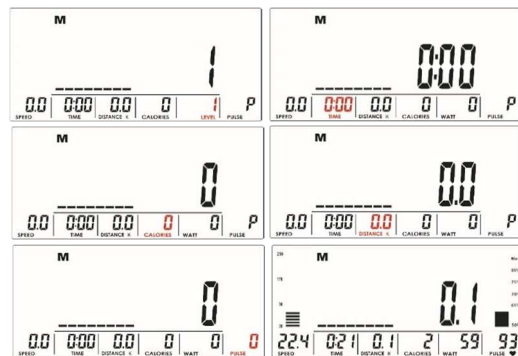 M
1
0.0 0:00 0.0 0 1 P
SPEED TIME DISTANCE K CALORIES LEVEL PULSE
M
0:00
0.0 0:00 0.0 0 0 P
SPEED TIME DISTANCE K CALORIES WATT PULSE
M
0
0.0 0:00 0.0 0 0 P
SPEED TIME DISTANCE K CALORIES WATT PULSE
M
0.0
0.0 0:00 0.0 0 0 P
SPEED TIME DISTANCE K CALORIES WATT PULSE
M
0
0.0 0:00 0.0 0 0 0
SPEED TIME DISTANCE K CALORIES WATT PULSE
M
0.1
22.4 0:21 0.1 2 59 93
SPEED TIME DISTANCE K CALORIES WATT PULSE